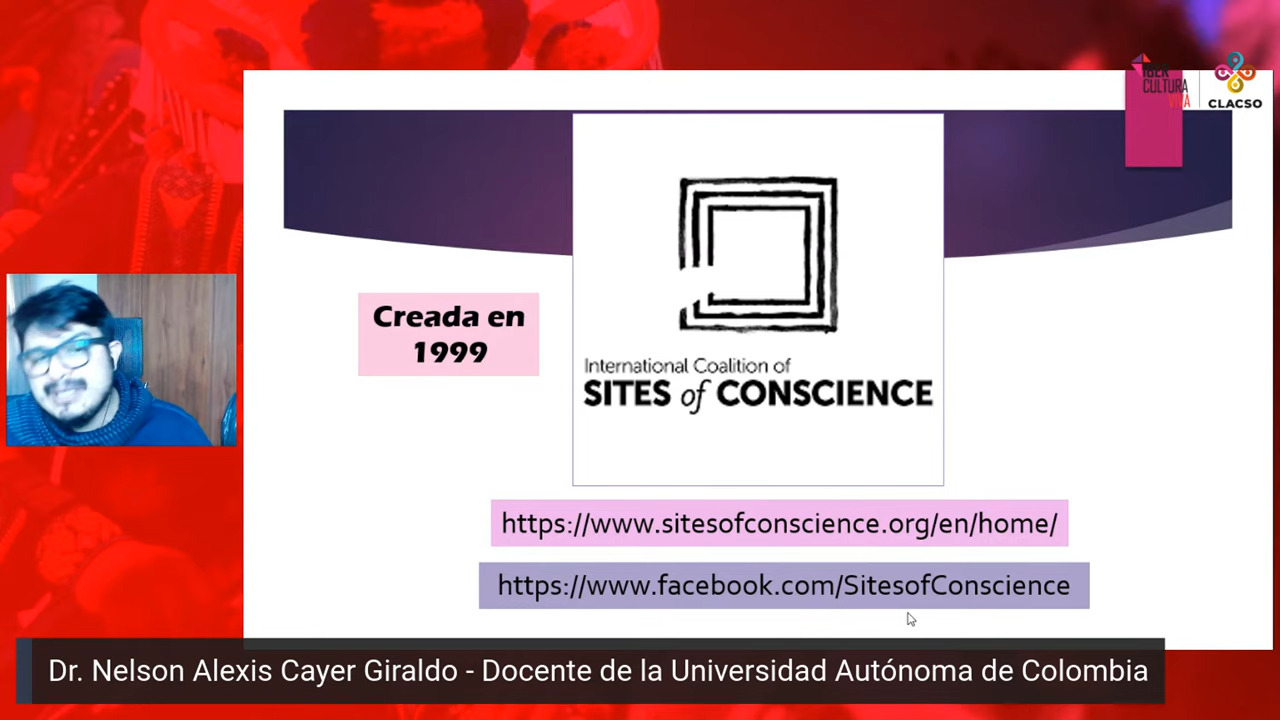 IBER
CULTURA
VIVA
CLACSO
Creada en
1999
International Coalition of
SITES of CONSCIENCE
https://www.sitesofconscience.org/en/home/
https://www.facebook.com/SitesofConscience
Dr. Nelson Alexis Cayer Giraldo - Docente de la Universidad Autónoma de Colombia